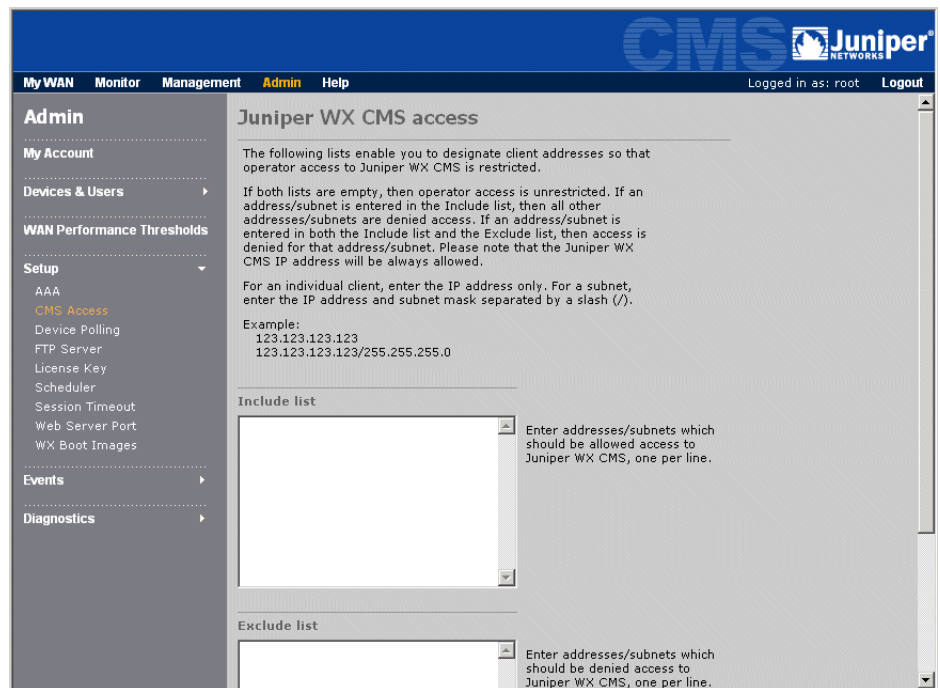 CMS
Juniper®
NETWORKS
My WAN Monitor Management Admin Help Logged in as: root Logout
Admin
My Account
Devices & Users
WAN Performance Thresholds
Setup
AAA
CMS Access
Device Polling
FTP Server
License Key
Scheduler
Session Timeout
Web Server Port
WX Boot Images
Events
Diagnostics
Juniper WX CMS access
The following lists enable you to designate client addresses so that
operator access to Juniper WX CMS is restricted.
If both lists are empty, then operator access is unrestricted. If an
address/subnet is entered in the Include list, then all other
addresses/subnets are denied access. If an address/subnet is
entered in both the Include list and the Exclude list, then access is
denied for that address/subnet. Please note that the Juniper WX
CMS IP address will be always allowed.
For an individual client, enter the IP address only. For a subnet,
enter the IP address and subnet mask separated by a slash (/).
Example:
123.123.123.123
123.123.123.123/255.255.255.0
Include list
Enter addresses/subnets which
should be allowed access to
Juniper WX CMS, one per line.
Exclude list
Enter addresses/subnets which
should be denied access to
Juniper WX CMS, one per line.